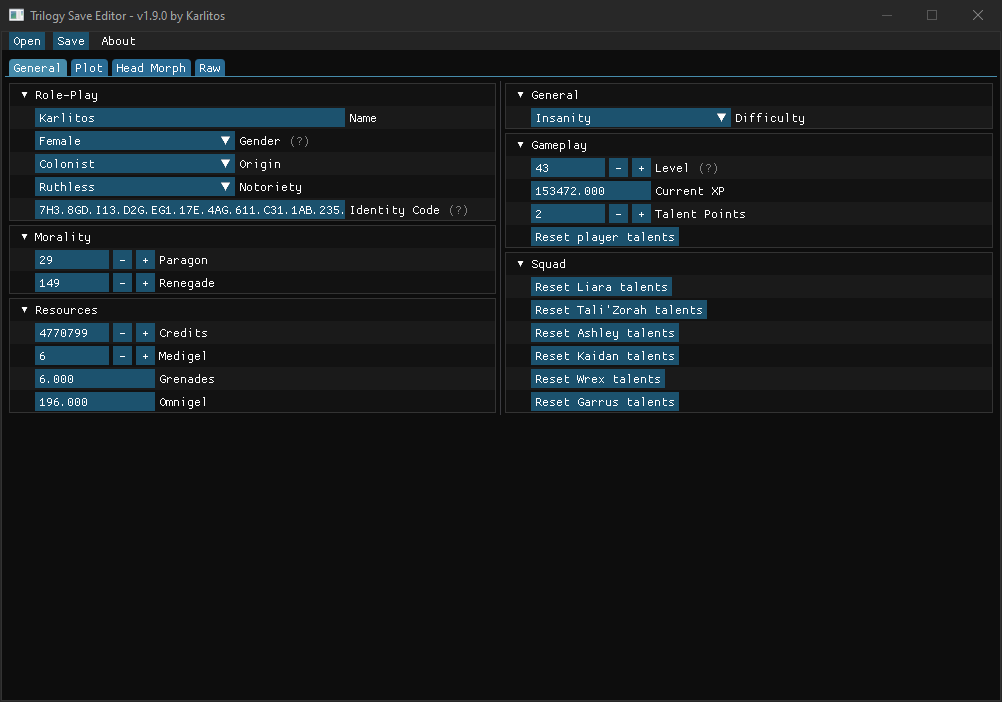 Trilogy Save Editor - v1.9.0 by Karlitos
Open Save About
General Plot Head Morph Raw
Role-Play
Karlitos Name
Female Gender (?)
Colonist Origin
Ruthless Notoriety
7H3.8GD.I13.D2G.EG1.17E.4AG.611.C31.1AB.235. Identity Code (?)
Morality
29 - + Paragon
149 - + Renegade
Resources
4770799 - + Credits
6 - + Medigel
6.000 Grenades
196.000 Omnigel
General
Insanity Difficulty
Gameplay
43 - + Level (?)
153472.000 Current XP
2 - + Talent Points
Reset player talents
Squad
Reset Liara talents
Reset Tali'Zorah talents
Reset Ashley talents
Reset Kaidan talents
Reset Wrex talents
Reset Garrus talents